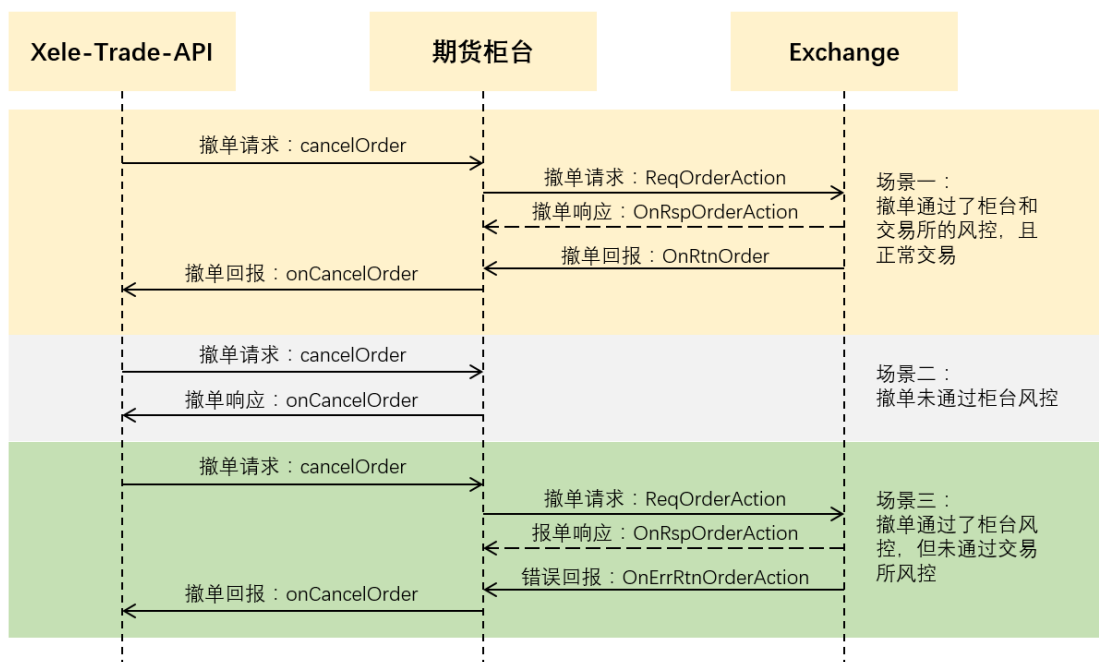 Xele-Trade-API
期货柜台
Exchange
撤单请求：cancelOrder
撤单请求：ReqOrderAction
撤单响应：OnRspOrderAction
撤单回报：OnRtnOrder
撤单回报：onCancelOrder
场景一：
撤单通过了柜台和
交易所的风控，且
正常交易
撤单请求：cancelOrder
撤单响应：onCancelOrder
场景二：
撤单未通过柜台风控
撤单请求：cancelOrder
撤单请求：ReqOrderAction
报单响应：OnRspOrderAction
错误回报：OnErrRtnOrderAction
撤单回报：onCancelOrder
场景三：
撤单通过了柜台风
控，但未通过交易
所风控